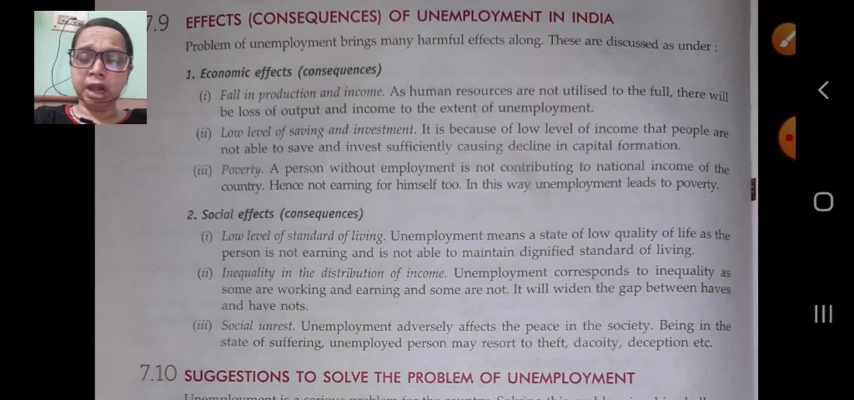 7.9 EFFECTS (CONSEQUENCES) OF UNEMPLOYMENT IN INDIA
Problem of unemployment brings many harmful effects along. These are discussed as under :
1. Economic effects (consequences)
(i) Fall in production and income. As human resources are not utilised to the full, there will
be loss of output and income to the extent of unemployment.
(ii) Low level of saving and investment. It is because of low level of income that people are
not able to save and invest sufficiently causing decline in capital formation.
(iii) Poverty. A person without employment is not contributing to national income of the
country. Hence not earning for himself too. In this way unemployment leads to poverty.
2. Social effects (consequences)
(i) Low level of standard of living. Unemployment means a state of low quality of life as the
person is not earning and is not able to maintain dignified standard of living.
(ii) Inequality in the distribution of income. Unemployment corresponds to inequality as
some are working and earning and some are not. It will widen the gap between haves
and have nots.
(iii) Social unrest. Unemployment adversely affects the peace in the society. Being in the
state of suffering, unemployed person may resort to theft, dacoity, deception etc.
7.10 SUGGESTIONS TO SOLVE THE PROBLEM OF UNEMPLOYMENT